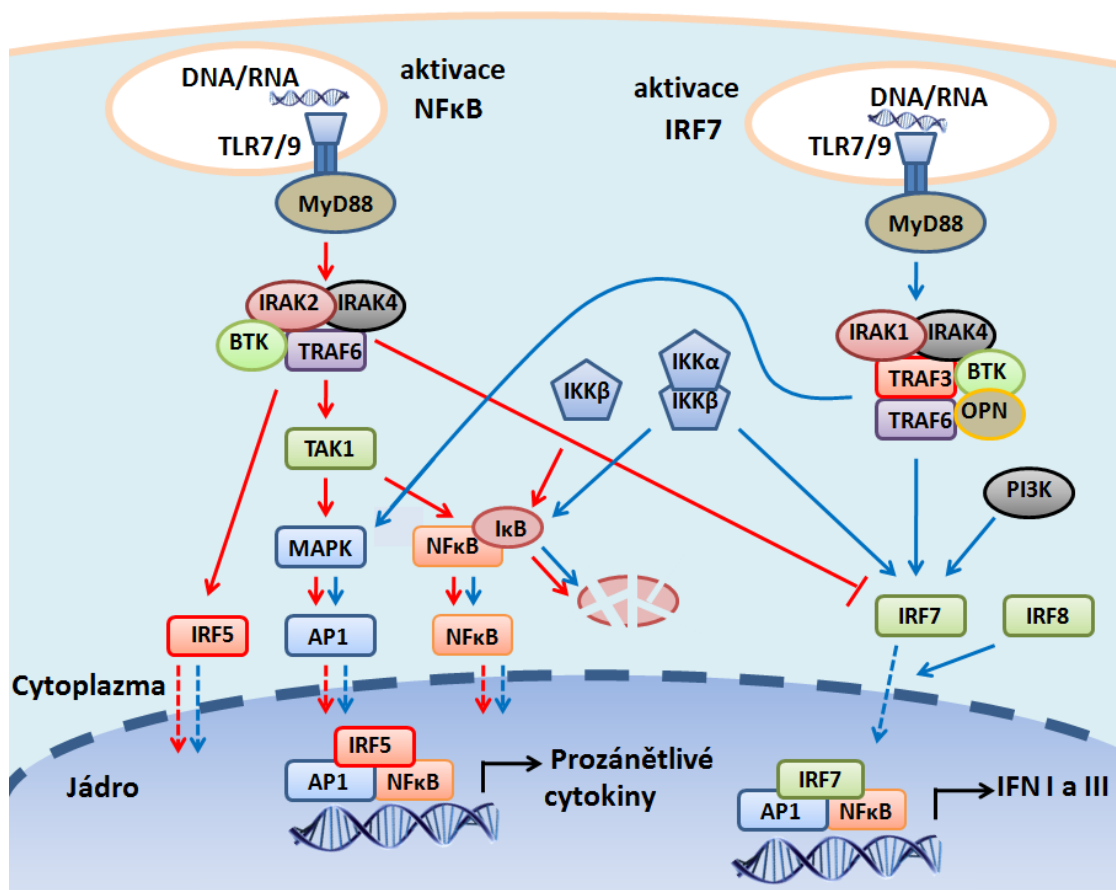 DNA/RNA
TLR7/9
MyD88
aktivace
NFκB
aktivace
IRF7
DNA/RNA
TLR7/9
MyD88
IRAK2
IRAK4
BTK
TRAF6
IKKβ
IKKα
IKKβ
IRAK1
IRAK4
TRAF3
BTK
TRAF6
OPN
TAK1
PI3K
MAPK
NFκB
IκB
IRF5
AP1
NFκB
IRF7
IRF8
Cytoplazma
Jádro
IRF5
AP1
NFκB
Prozánětlivé
cytokiny
IRF7
AP1
NFκB
IFN I a III